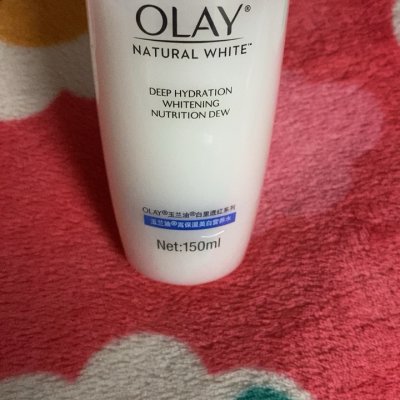 OLAY®
NATURAL WHITE™
DEEP HYDRATION
WHITENING
NUTRITION DEW
OLAY®玉兰油®白里透红系列
玉兰油®高保湿美白营养水
Net:150ml